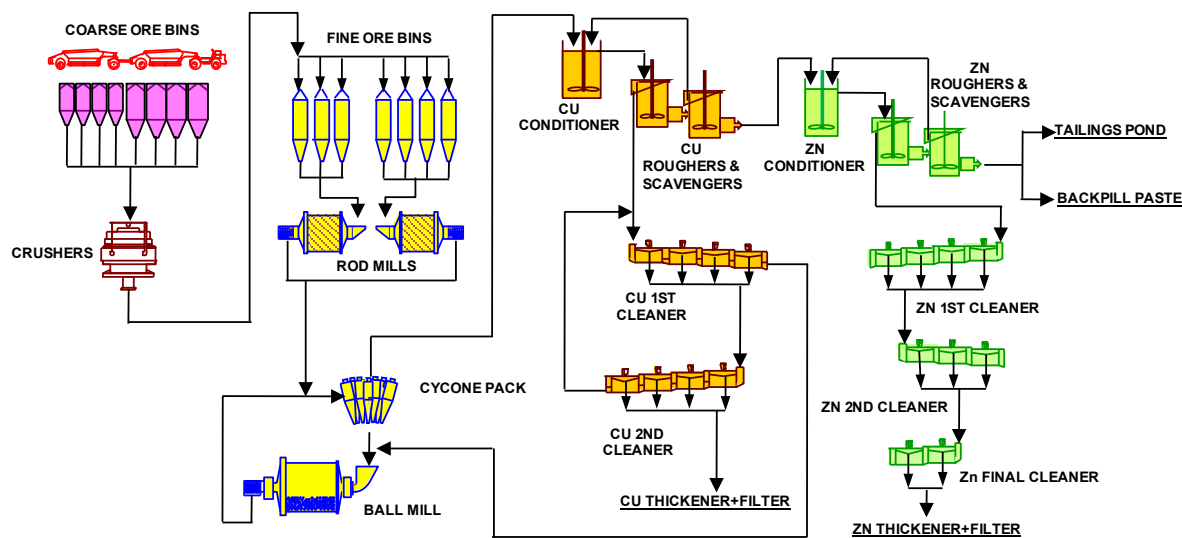 COARSE ORE BINS
FINE ORE BINS
CU
CONDITIONER
CU
ROUGHERS &
SCAVENGERS
ZN
CONDITIONER
ZN
ROUGHERS
& SCAVENGERS
TAILINGS POND
BACKPILL PASTE
CRUSHERS
ROD MILLS
CU 1ST
CLEANER
ZN 1ST CLEANER
CYCONE PACK
CU 2ND
CLEANER
ZN 2ND CLEANER
Zn FINAL CLEANER
BALL MILL
CU THICKENER+FILTER
ZN THICKENER+FILTER